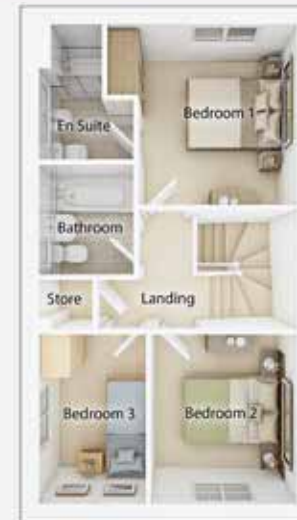 Bedroom 1
En Suite
Bathroom
Store
Landing
Bedroom 3
Bedroom 2